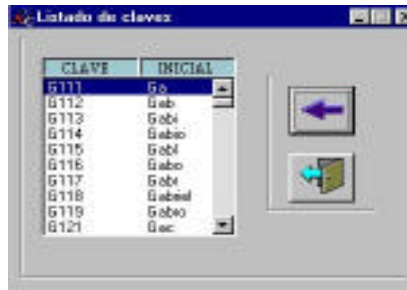 Listado de claves
CLAVE INICIAL
G111 Ga
G112 Gab
G113 Gabi
G114 Gabio
G115 Gabl
G116 Gabo
G117 Gabr
G118 Gabriel
G119 Gabro
G121 Gac